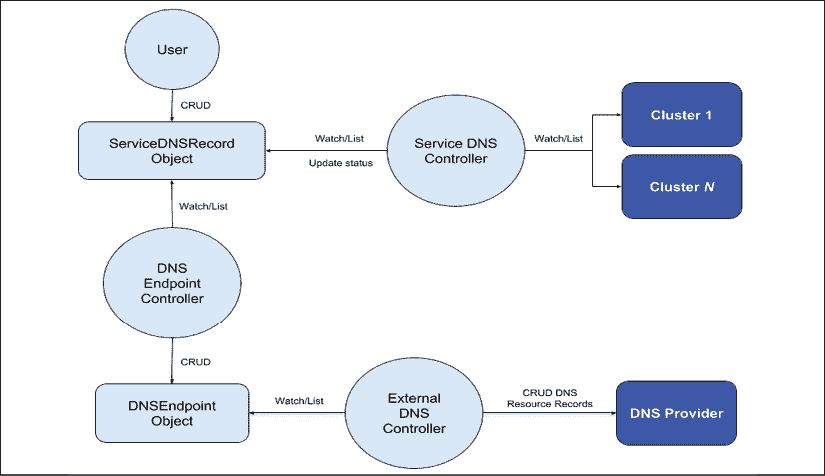 User
CRUD
ServiceDNSRecord
Object
Watch/List
Update status
Service DNS
Controller
Watch/List
Cluster 1
Cluster N
Watch/List
DNS
Endpoint
Controller
CRUD
DNSEndpoint
Object
Watch/List
External
DNS
Controller
CRUD DNS
Resource Records
DNS Provider